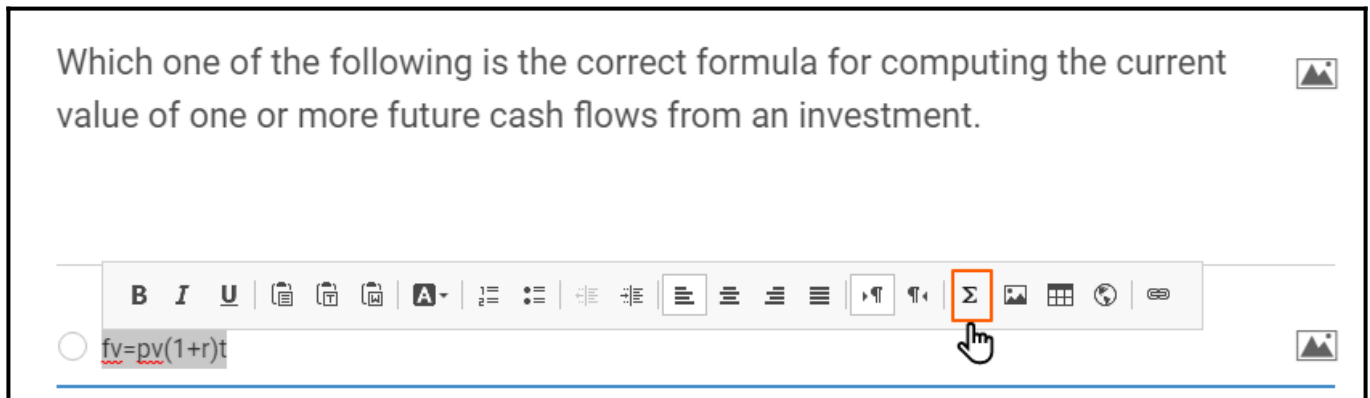 Which one of the following is the correct formula for computing the current
value of one or more future cash flows from an investment.
B I U A Σ
fv=pv(1+r)t